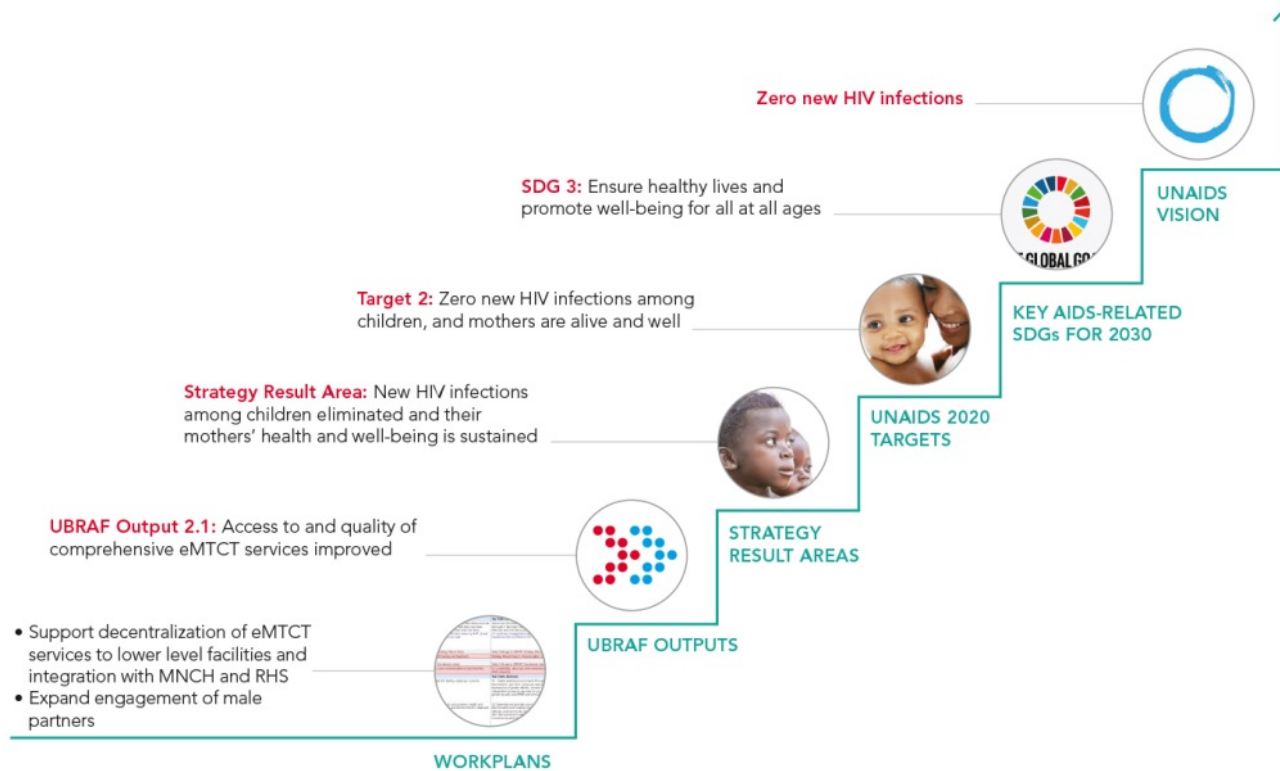 Zero new HIV infections
SDG 3: Ensure healthy lives and
promote well-being for all at all ages
GLOBAL GO
UNAIDS
VISION
Target 2: Zero new HIV infections among
children, and mothers are alive and well
KEY AIDS-RELATED
SDGs FOR 2030
Strategy Result Area: New HIV infections
among children eliminated and their
mothers' health and well-being is sustained
UNAIDS 2020
TARGETS
UBRAF Output 2.1: Access to and quality of
comprehensive eMTCT services improved
STRATEGY
RESULT AREAS
• Support decentralization of eMTCT
services to lower level facilities and
integration with MNCH and RHS
• Expand engagement of male
partners
UBRAF OUTPUTS
WORKPLANS